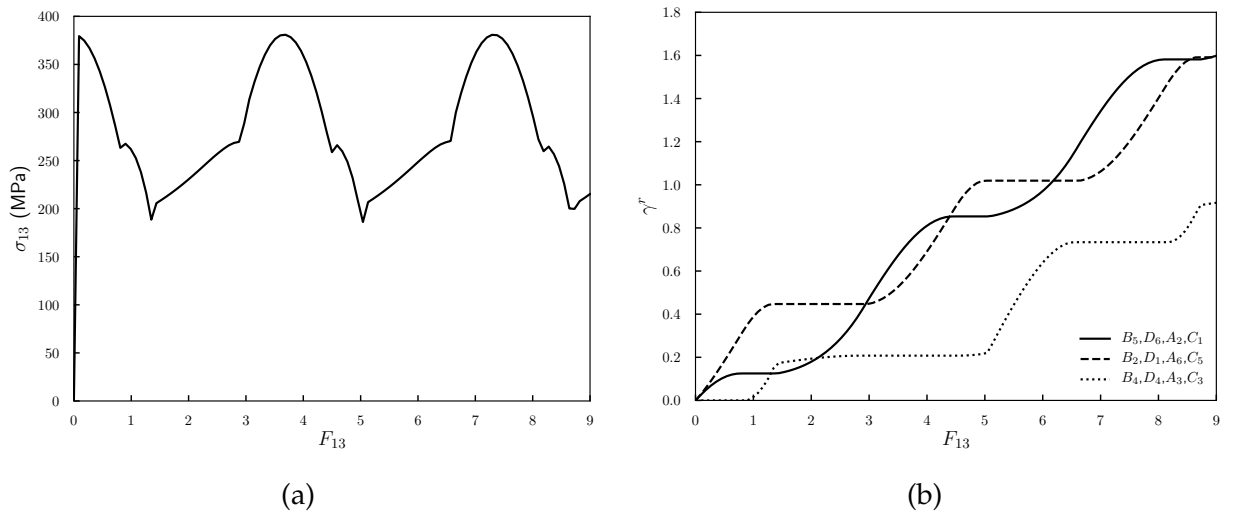 400
350
300
250
200
150
100
50
0
σ₁₃ (MPa)
0 1 2 3 4 5 6 7 8 9
F₁₃
(a)
1.8
1.6
1.4
1.2
1.0
0.8
0.6
0.4
0.2
0.0
γʳ
B₅,D₆,A₂,C₁
B₂,D₁,A₆,C₅
B₄,D₄,A₃,C₃
0 1 2 3 4 5 6 7 8 9
F₁₃
(b)